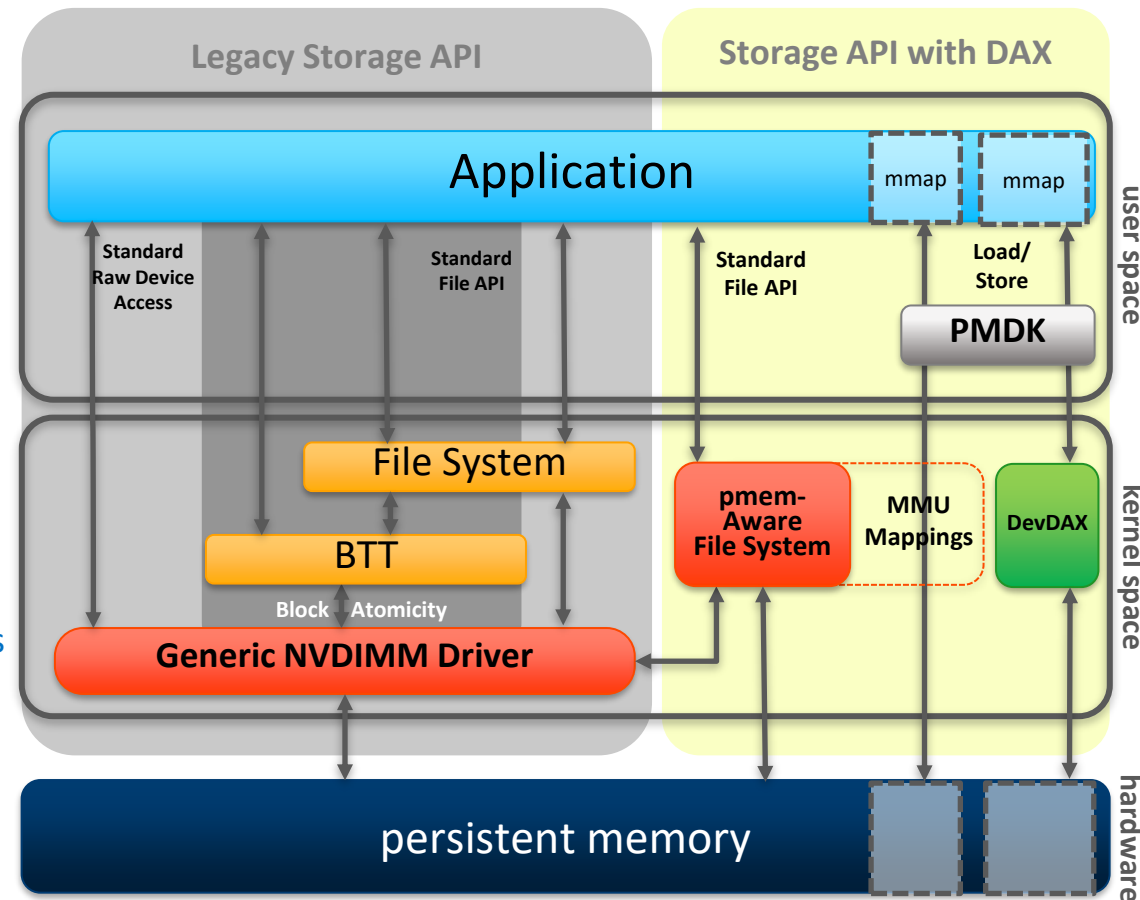 Legacy Storage API
Storage API with DAX
Application
mmap
mmap
user space
Standard
Raw Device
Access
Standard
File API
Standard
File API
Load/
Store
PMDK
File System
BTT
Block Atomicity
Generic NVDIMM Driver
pmem-
Aware
File System
MMU
Mappings
DevDAX
kernel space
s
persistent memory
hardware